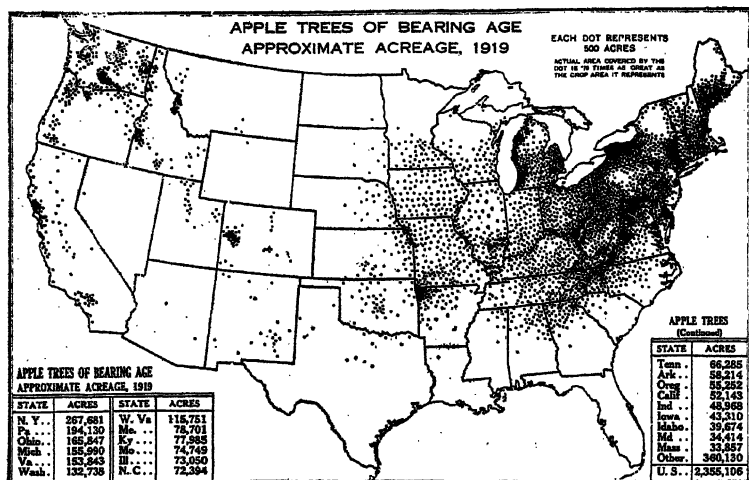 APPLE TREES OF BEARING AGE
APPROXIMATE ACREAGE, 1919
EACH DOT REPRESENTS
500 ACRES
ACTUAL AREA COVERED BY THE
DOT IS TIMES AS GREAT AS
THE CROP AREA IT REPRESENTS
APPLE TREES OF BEARING AGE
APPROXIMATE ACREAGE, 1919
STATE ACRES STATE ACRES
N. Y. . 267,681 W. Va 115,751
Pa . . . 194,130 Me. . . 78,701
Ohio. . 165,847 Ky . . 77,985
Mich 155,990 Mo. . . 74,749
Va . . . 153,843 Ill. . . . 73,050
Wash. 132,738 N. C. . 72,394
APPLE TREES
(Continued)
STATE ACRES
Tenn . 66,285
Ark. . . 58,214
Oreg . 55,252
Calif . 52,143
Ind . . 48,968
Iowa . 43,310
Idaho. 39,674
Md . . 34,414
Mass 33,857
Other. 360,130
U. S. . 2,355,106